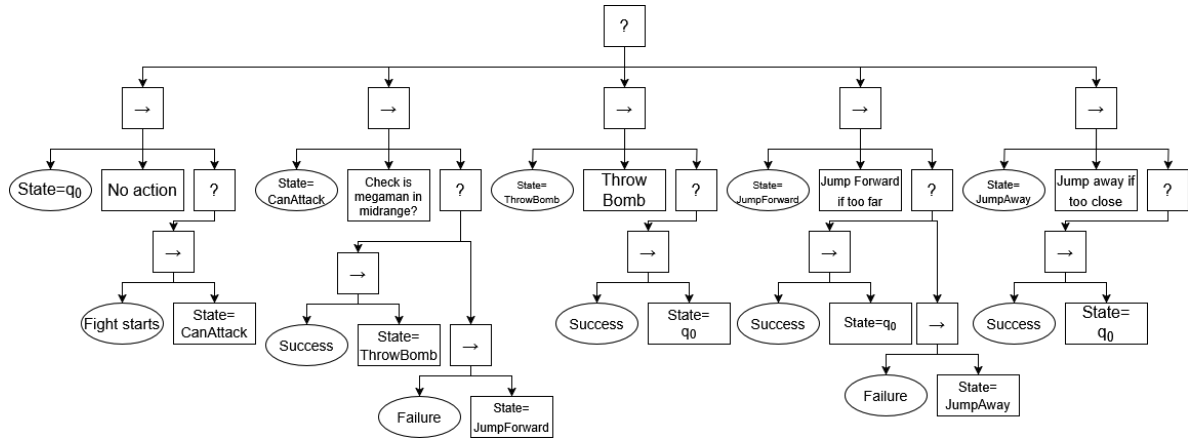 ?
→
→
→
→
→
State=q₀
No action
?
State=
CanAttack
Check is
megaman in
midrange?
?
State=
ThrowBomb
Throw
Bomb
?
State=
JumpForward
Jump Forward
if too far
?
State=
JumpAway
Jump away if
too close
?
→
→
→
→
→
Fight starts
State=
CanAttack
Success
State=
ThrowBomb
→
Success
State=
q₀
Success
State=q₀
→
Success
State=
q₀
Failure
State=
JumpForward
Failure
State=
JumpAway